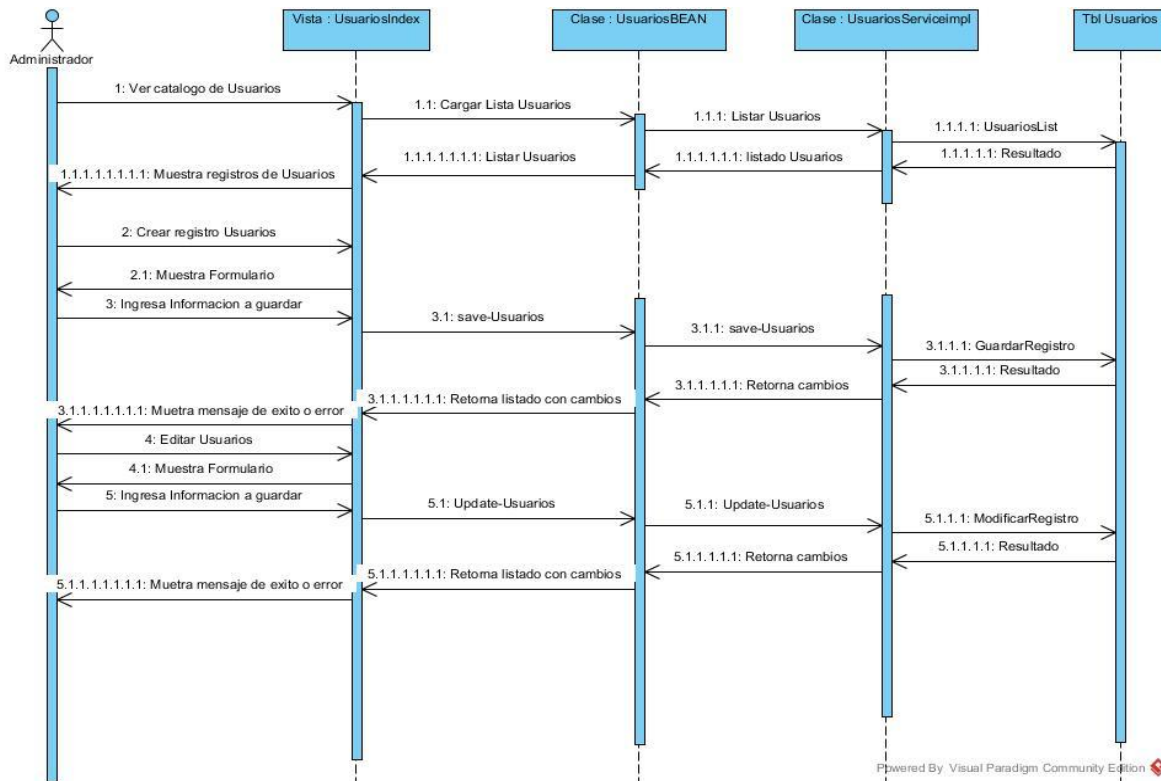 Vista : UsuariosIndex
Clase : UsuariosBEAN
Clase : UsuariosServiceimpl
Tbl Usuarios
Administrador
1: Ver catalogo de Usuarios
1.1: Cargar Lista Usuarios
1.1.1: Listar Usuarios
1.1.1.1: UsuariosList
1.1.1.1.1: Resultado
1.1.1.1.1.1: listado Usuarios
1.1.1.1.1.1.1: Listar Usuarios
1.1.1.1.1.1.1.1: Muestra registros de Usuarios
2: Crear registro Usuarios
2.1: Muestra Formulario
3: Ingresa Informacion a guardar
3.1: save-Usuarios
3.1.1: save-Usuarios
3.1.1.1: GuardarRegistro
3.1.1.1.1: Resultado
3.1.1.1.1.1: Retorna cambios
3.1.1.1.1.1.1: Retorna listado con cambios
3.1.1.1.1.1.1.1: Muetra mensaje de exito o error
4: Editar Usuarios
4.1: Muestra Formulario
5: Ingresa Informacion a guardar
5.1: Update-Usuarios
5.1.1: Update-Usuarios
5.1.1.1: ModificarRegistro
5.1.1.1.1: Resultado
5.1.1.1.1.1: Retorna cambios
5.1.1.1.1.1.1: Retorna listado con cambios
5.1.1.1.1.1.1.1: Muetra mensaje de exito o error
Powered By Visual Paradigm Community Edition